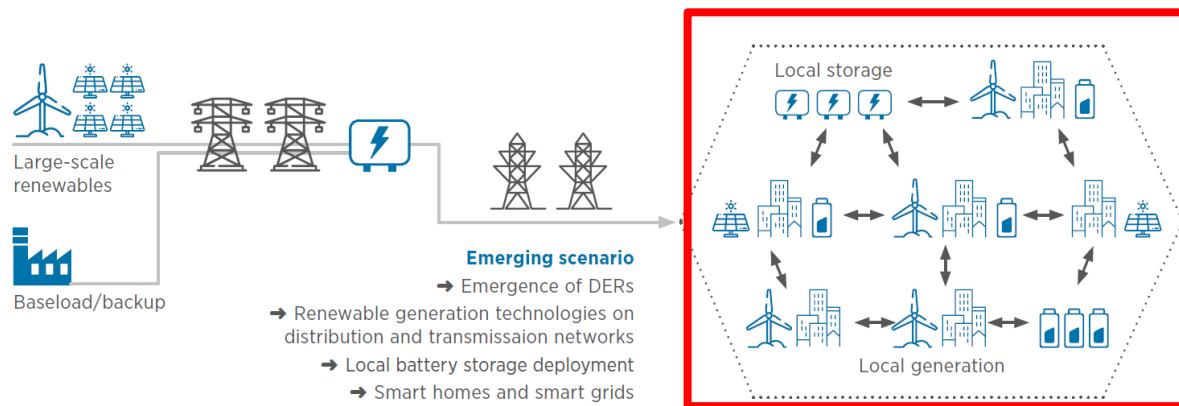 Large-scale
renewables
Baseload/backup
Emerging scenario
➔ Emergence of DERs
➔ Renewable generation technologies on
distribution and transmissaion networks
➔ Local battery storage deployment
➔ Smart homes and smart grids
Local storage
Local generation